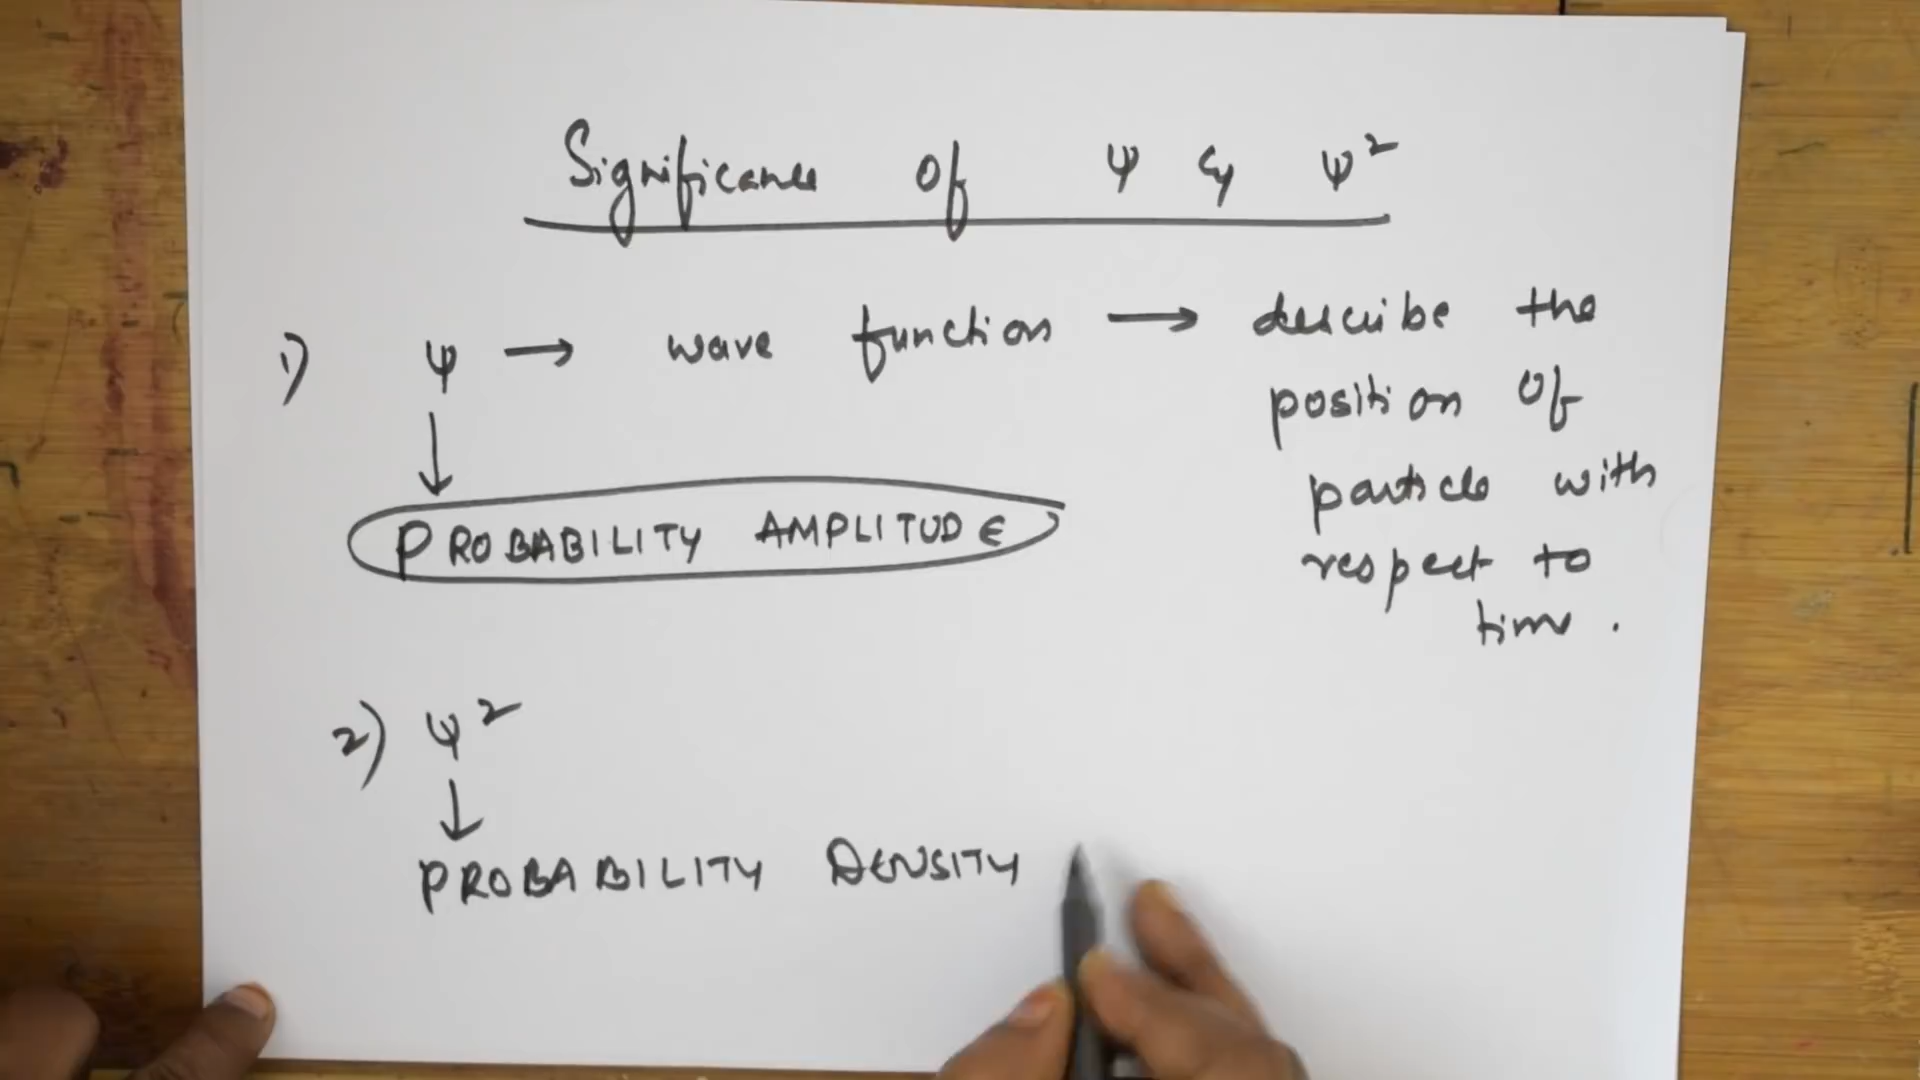 Significance of ψ & ψ²
1) ψ → wave function → describe the
position of
particle with
respect to
time.
↓
PROBABILITY AMPLITUDE
2) ψ²
↓
PROBABILITY DENSITY